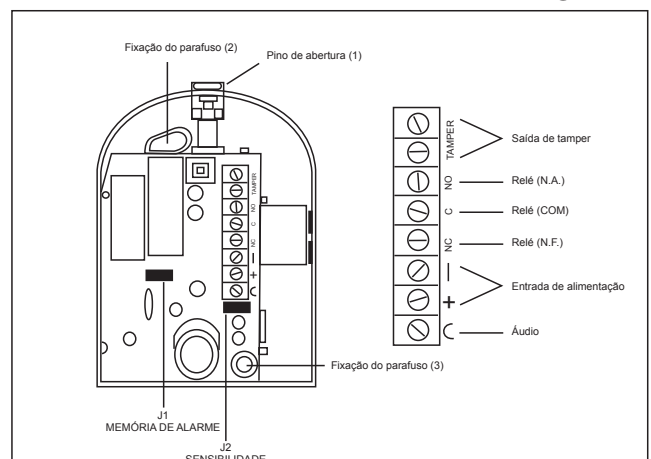 Fixação do parafuso (2)
Pino de abertura (1)
TAMPER
NO
C
NC
–
+
TAMPER
NO
C
NC
–
+
Saída de tamper
Relé (N.A.)
Relé (COM)
Relé (N.F.)
Entrada de alimentação
Áudio
Fixação do parafuso (3)
J1
MEMÓRIA DE ALARME
J2
SENSIBILIDADE